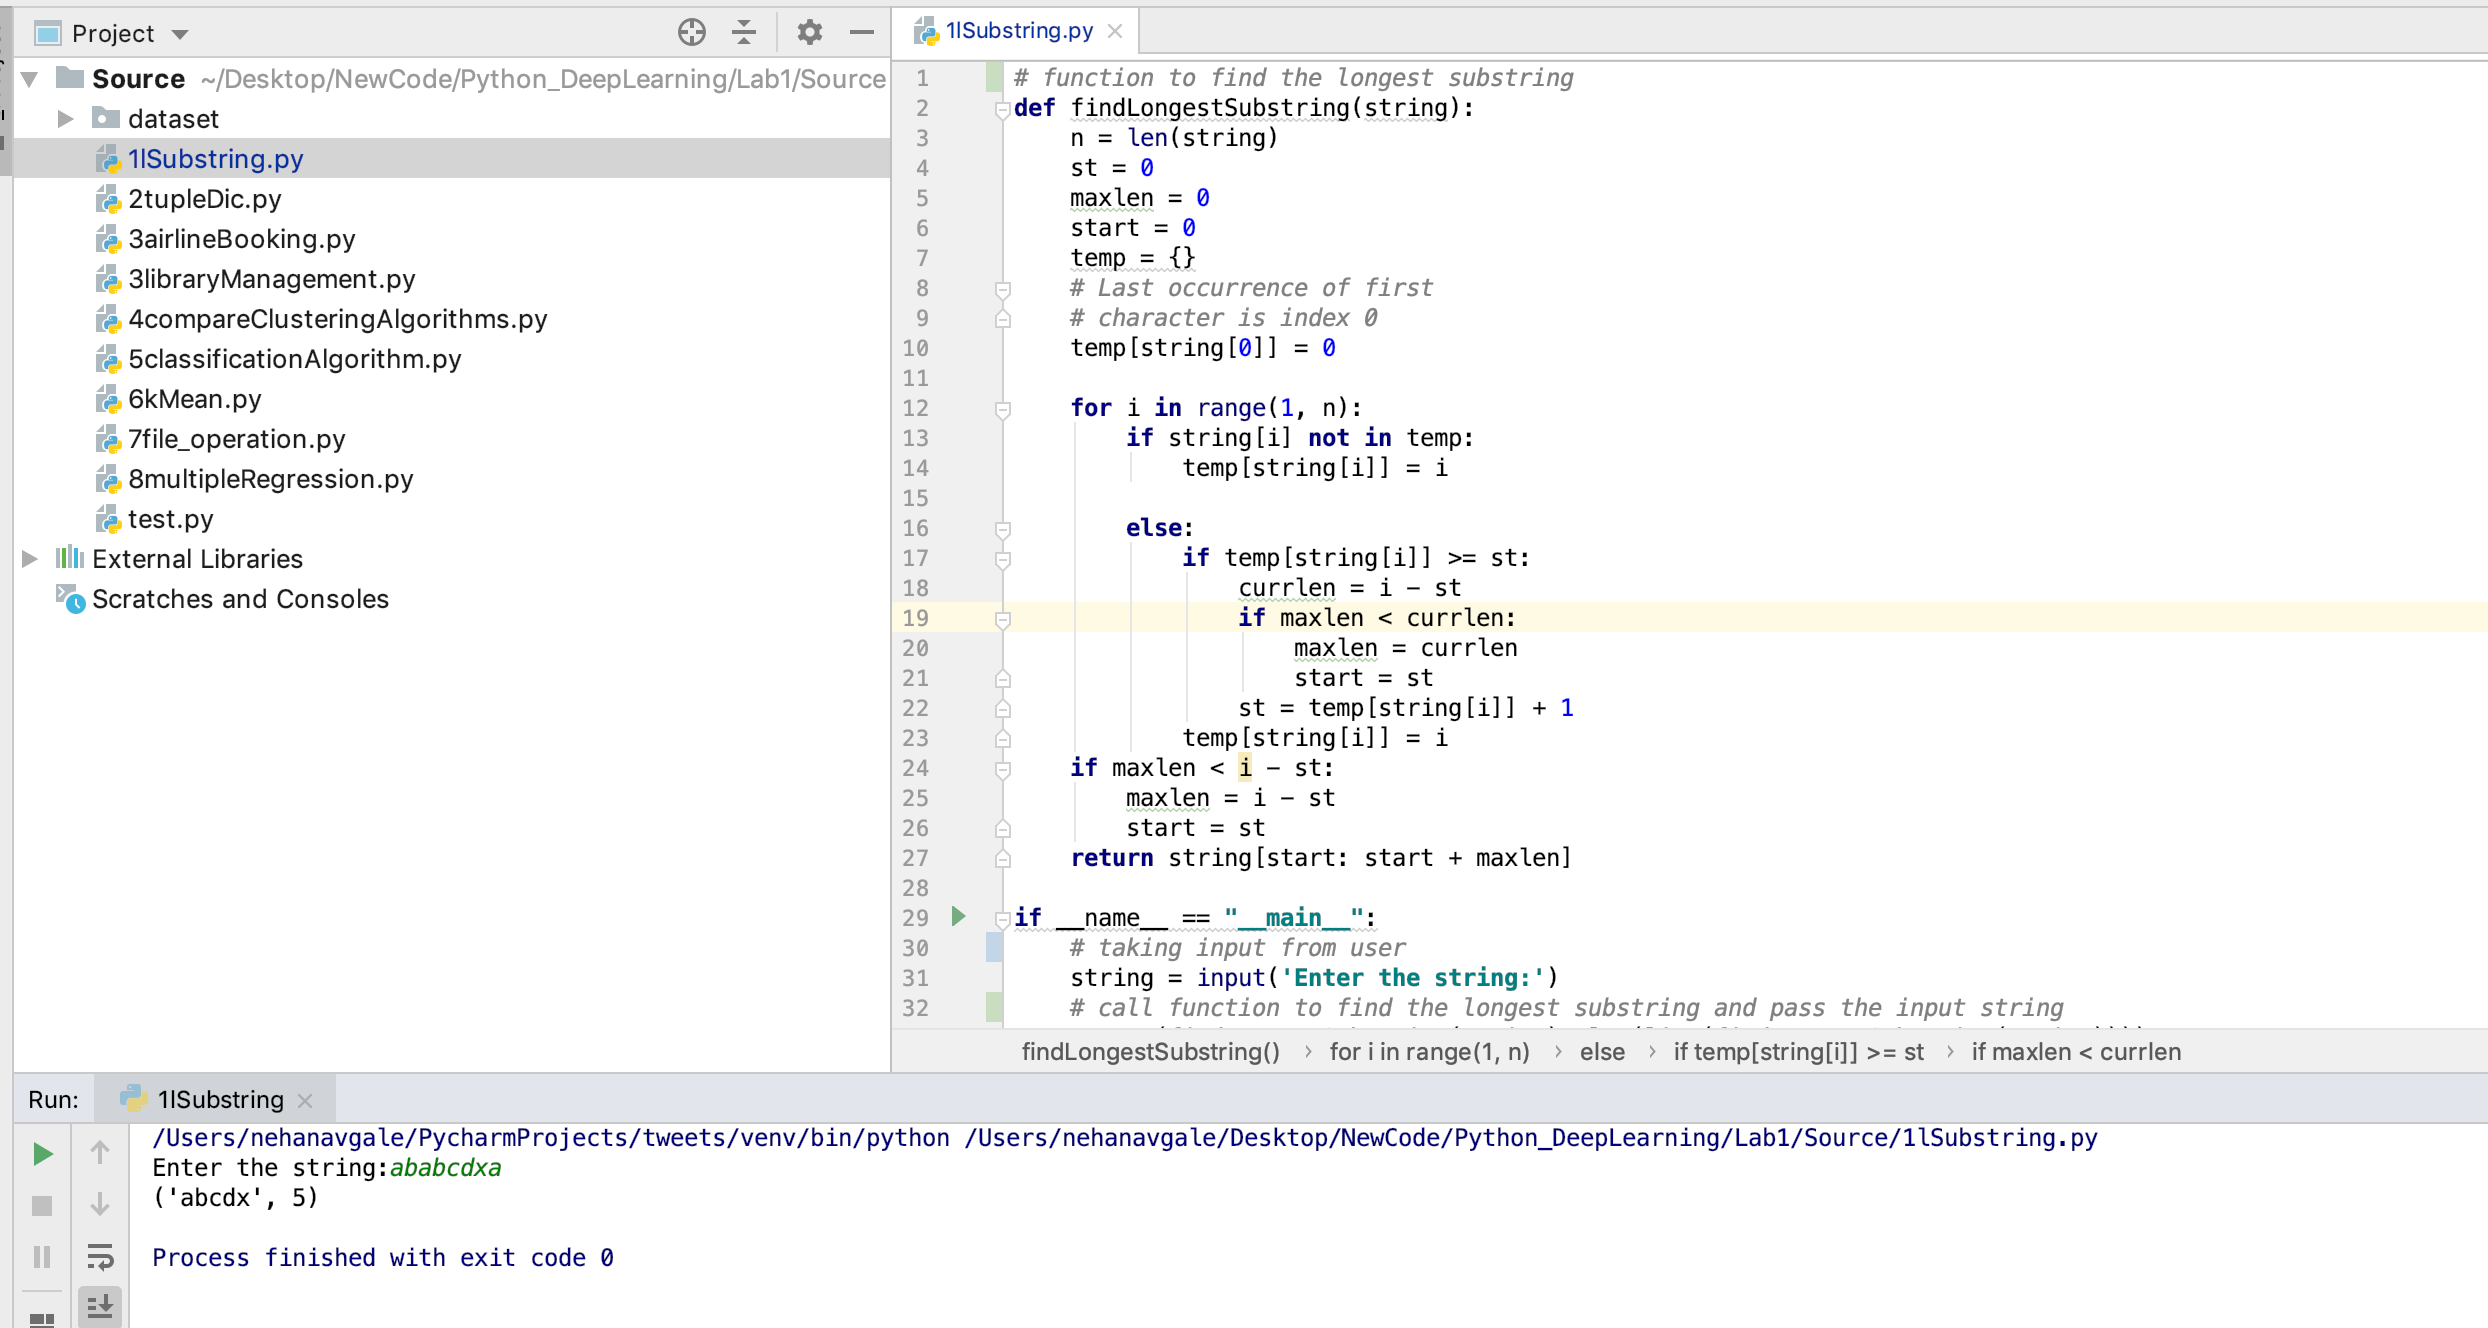 Project
Source ~/Desktop/NewCode/Python_DeepLearning/Lab1/Source
dataset
1lSubstring.py
2tupleDic.py
3airlineBooking.py
3libraryManagement.py
4compareClusteringAlgorithms.py
5classificationAlgorithm.py
6kMean.py
7file_operation.py
8multipleRegression.py
test.py
External Libraries
Scratches and Consoles
1lSubstring.py
1 # function to find the longest substring
2 def findLongestSubstring(string):
3 n = len(string)
4 st = 0
5 maxlen = 0
6 start = 0
7 temp = {}
8 # Last occurrence of first
9 # character is index 0
10 temp[string[0]] = 0
11
12 for i in range(1, n):
13 if string[i] not in temp:
14 temp[string[i]] = i
15
16 else:
17 if temp[string[i]] >= st:
18 currlen = i - st
19 if maxlen < currlen:
20 maxlen = currlen
21 start = st
22 st = temp[string[i]] + 1
23 temp[string[i]] = i
24 if maxlen < i - st:
25 maxlen = i - st
26 start = st
27 return string[start: start + maxlen]
28
29 if __name__ == "__main__":
30 # taking input from user
31 string = input('Enter the string:')
32 # call function to find the longest substring and pass the input string
findLongestSubstring() › for i in range(1, n) › else › if temp[string[i]] >= st › if maxlen < currlen
Run: 1lSubstring
/Users/nehanavgale/PycharmProjects/tweets/venv/bin/python /Users/nehanavgale/Desktop/NewCode/Python_DeepLearning/Lab1/Source/1lSubstring.py
Enter the string:ababcdxa
('abcdx', 5)
Process finished with exit code 0